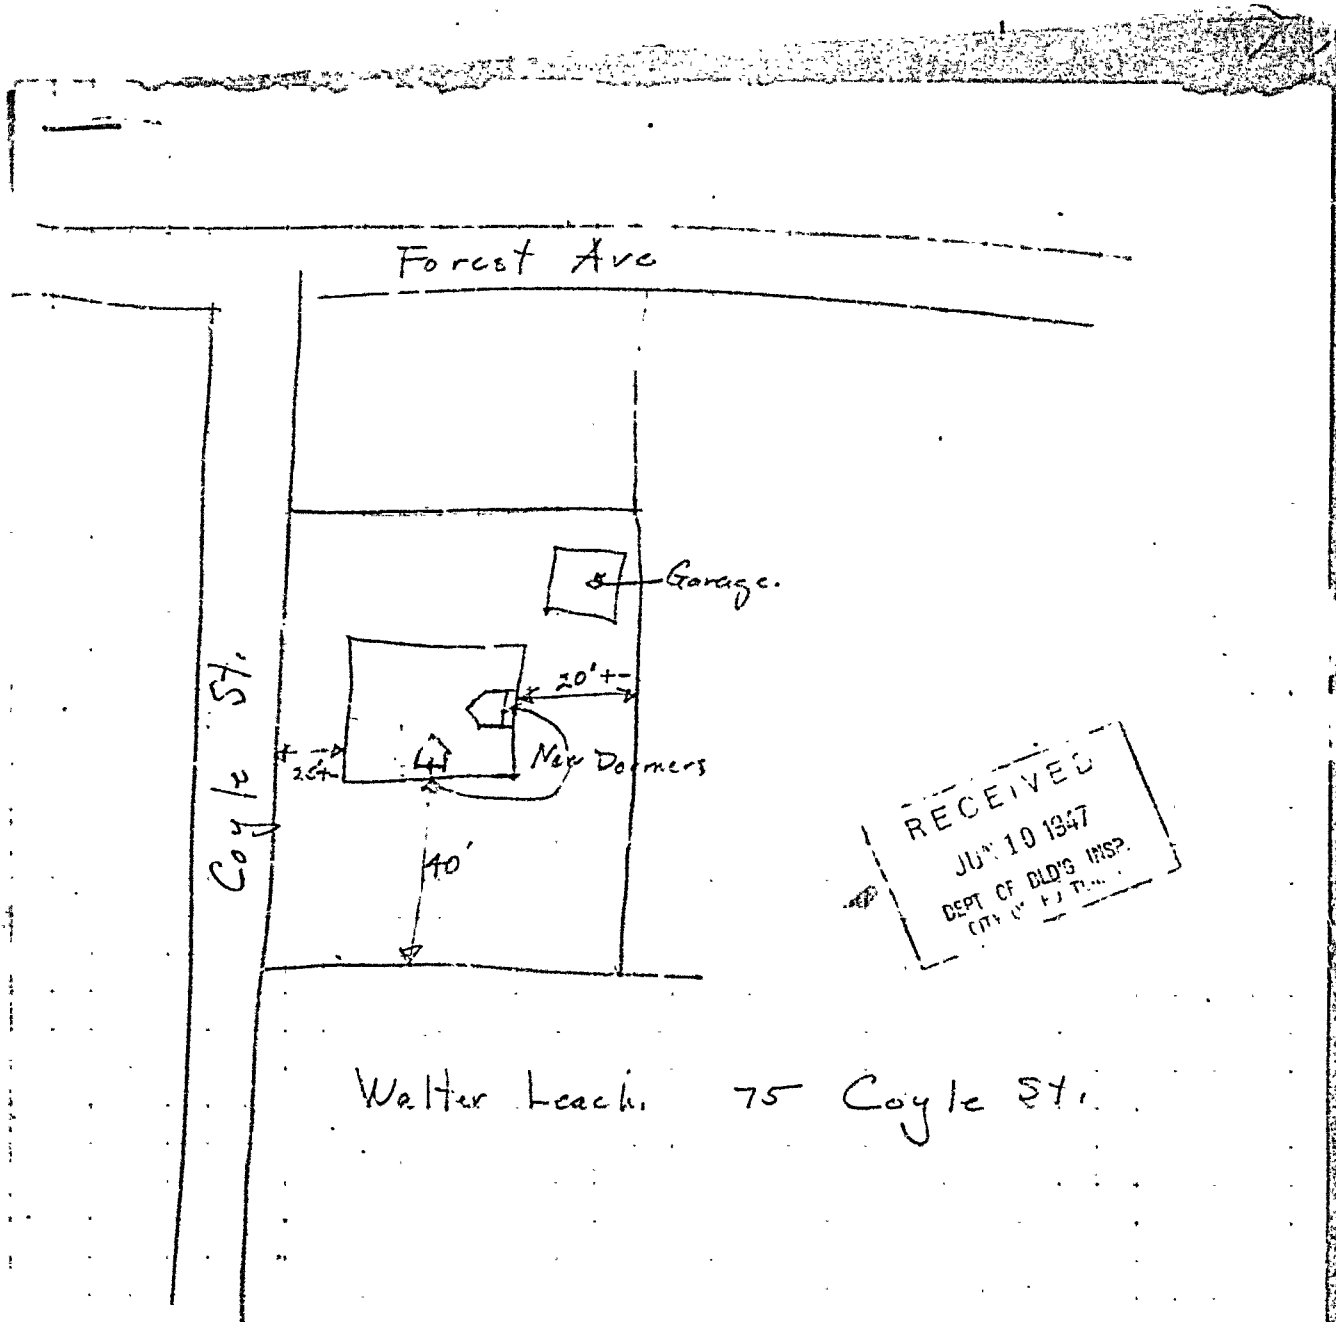 Forest Ave
Garage.
20'+-
New Dormers
40'
Coyle St.
RECEIVED
JUN 10 1947
DEPT OF BLD'G INSP.
CITY
Walter Leach. 75 Coyle St.